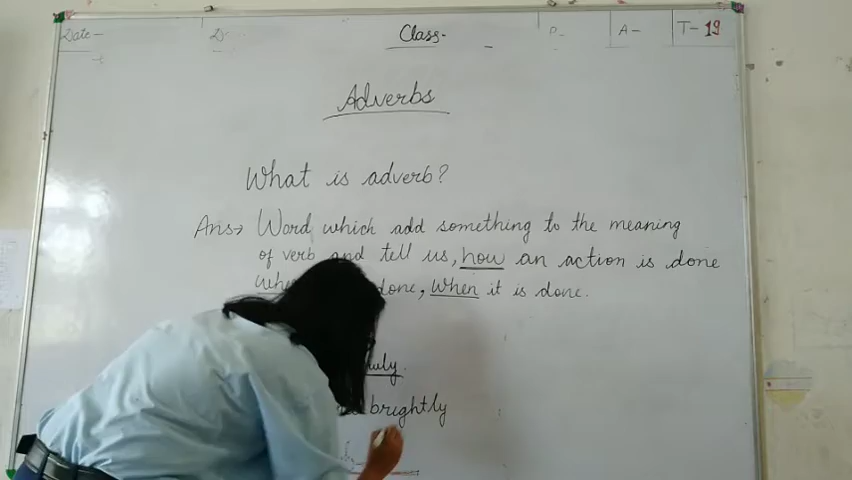 Date-
D-
Class-
P-
A-
T-19
Adverbs
What is adverb?
Ans→ Word which add something to the meaning
of verb and tell us, how an action is done
done, When it is done.
brightly